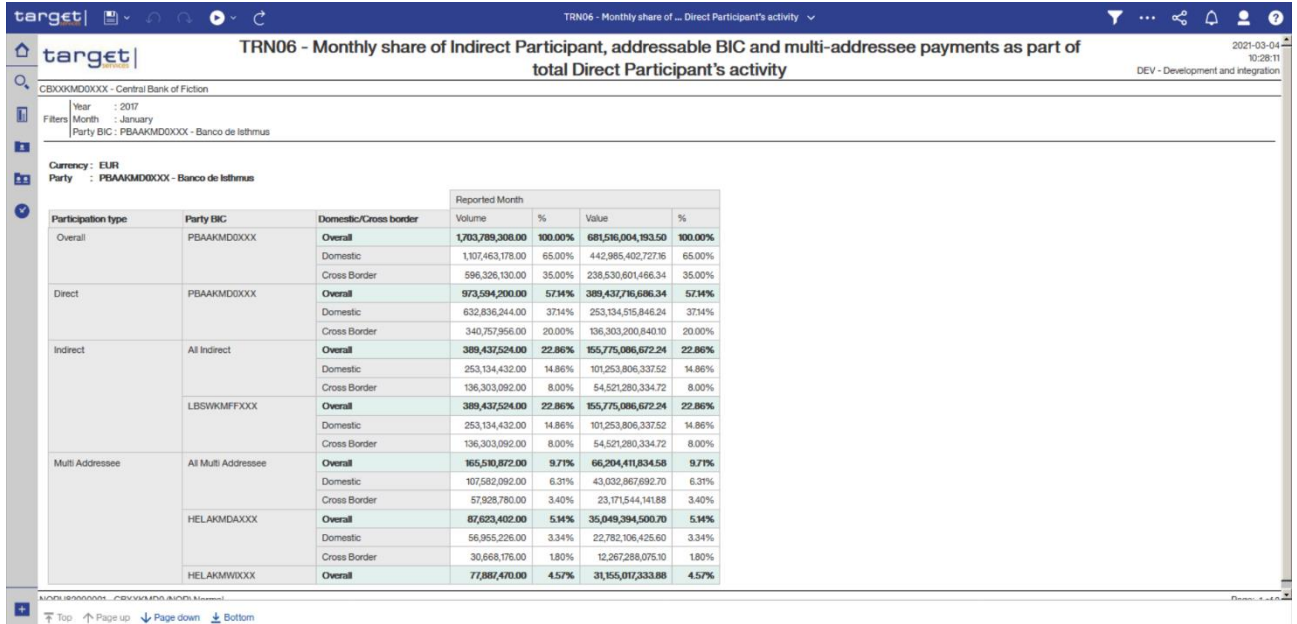 target|
TRN06 - Monthly share of ... Direct Participant's activity
target|
services
TRN06 - Monthly share of Indirect Participant, addressable BIC and multi-addressee payments as part of
total Direct Participant's activity
2021-03-04
10:28:11
DEV - Development and integration
CBXXKMD0XXX - Central Bank of Fiction
Year : 2017
Filters Month : January
Party BIC : PBAAKMD0XXX - Banco de Isthmus
Currency : EUR
Party : PBAAKMD0XXX - Banco de Isthmus
Reported Month
Participation type Party BIC Domestic/Cross border Volume % Value %
Overall PBAAKMD0XXX Overall 1,703,789,308.00 100.00% 681,516,004,193.50 100.00%
Domestic 1,107,463,178.00 65.00% 442,985,402,727.16 65.00%
Cross Border 596,326,130.00 35.00% 238,530,601,466.34 35.00%
Direct PBAAKMD0XXX Overall 973,594,200.00 57.14% 389,437,716,686.34 57.14%
Domestic 632,836,244.00 37.14% 253,134,515,846.24 37.14%
Cross Border 340,757,956.00 20.00% 136,303,200,840.10 20.00%
Indirect All Indirect Overall 389,437,524.00 22.86% 155,775,086,672.24 22.86%
Domestic 253,134,432.00 14.86% 101,253,806,337.52 14.86%
Cross Border 136,303,092.00 8.00% 54,521,280,334.72 8.00%
LBSWKMFFXXX Overall 389,437,524.00 22.86% 155,775,086,672.24 22.86%
Domestic 253,134,432.00 14.86% 101,253,806,337.52 14.86%
Cross Border 136,303,092.00 8.00% 54,521,280,334.72 8.00%
Multi Addressee All Multi Addressee Overall 165,510,872.00 9.71% 66,204,411,834.58 9.71%
Domestic 107,582,092.00 6.31% 43,032,867,692.70 6.31%
Cross Border 57,928,780.00 3.40% 23,171,544,141.88 3.40%
HELAKMDAXXX Overall 87,623,402.00 5.14% 35,049,394,500.70 5.14%
Domestic 56,955,226.00 3.34% 22,782,106,425.60 3.34%
Cross Border 30,668,176.00 1.80% 12,267,288,075.10 1.80%
HELAKMWIXXX Overall 77,887,470.00 4.57% 31,155,017,333.88 4.57%
Top Page up Page down Bottom